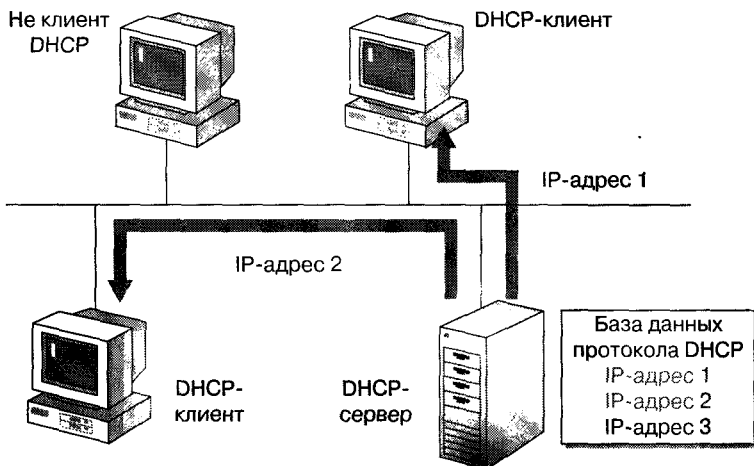 Не клиент
DHCP
DHCP-клиент
IP-адрес 1
IP-адрес 2
DHCP-
клиент
DHCP-
сервер
База данных
протокола DHCP
IP-адрес 1
IP-адрес 2
IP-адрес 3